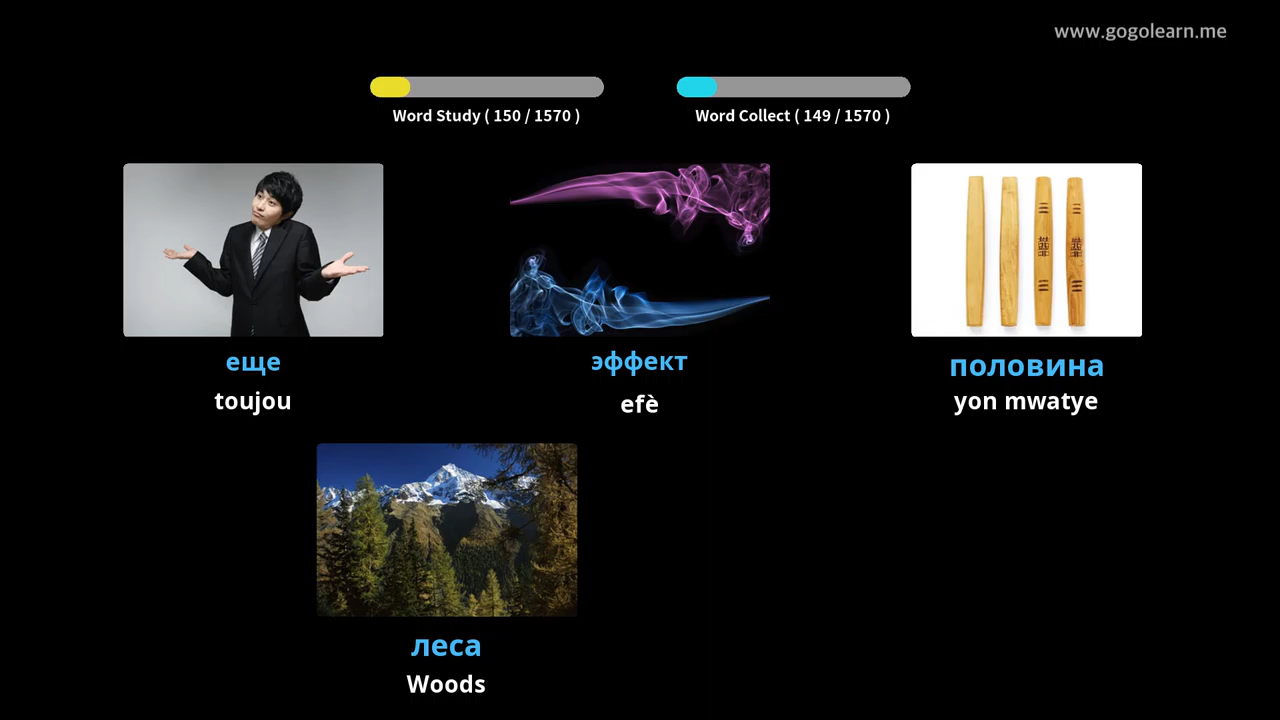 www.gogolearn.me
Word Study ( 150 / 1570 )
Word Collect ( 149 / 1570 )
еще
toujou
эффект
efè
половина
yon mwatye
леса
Woods